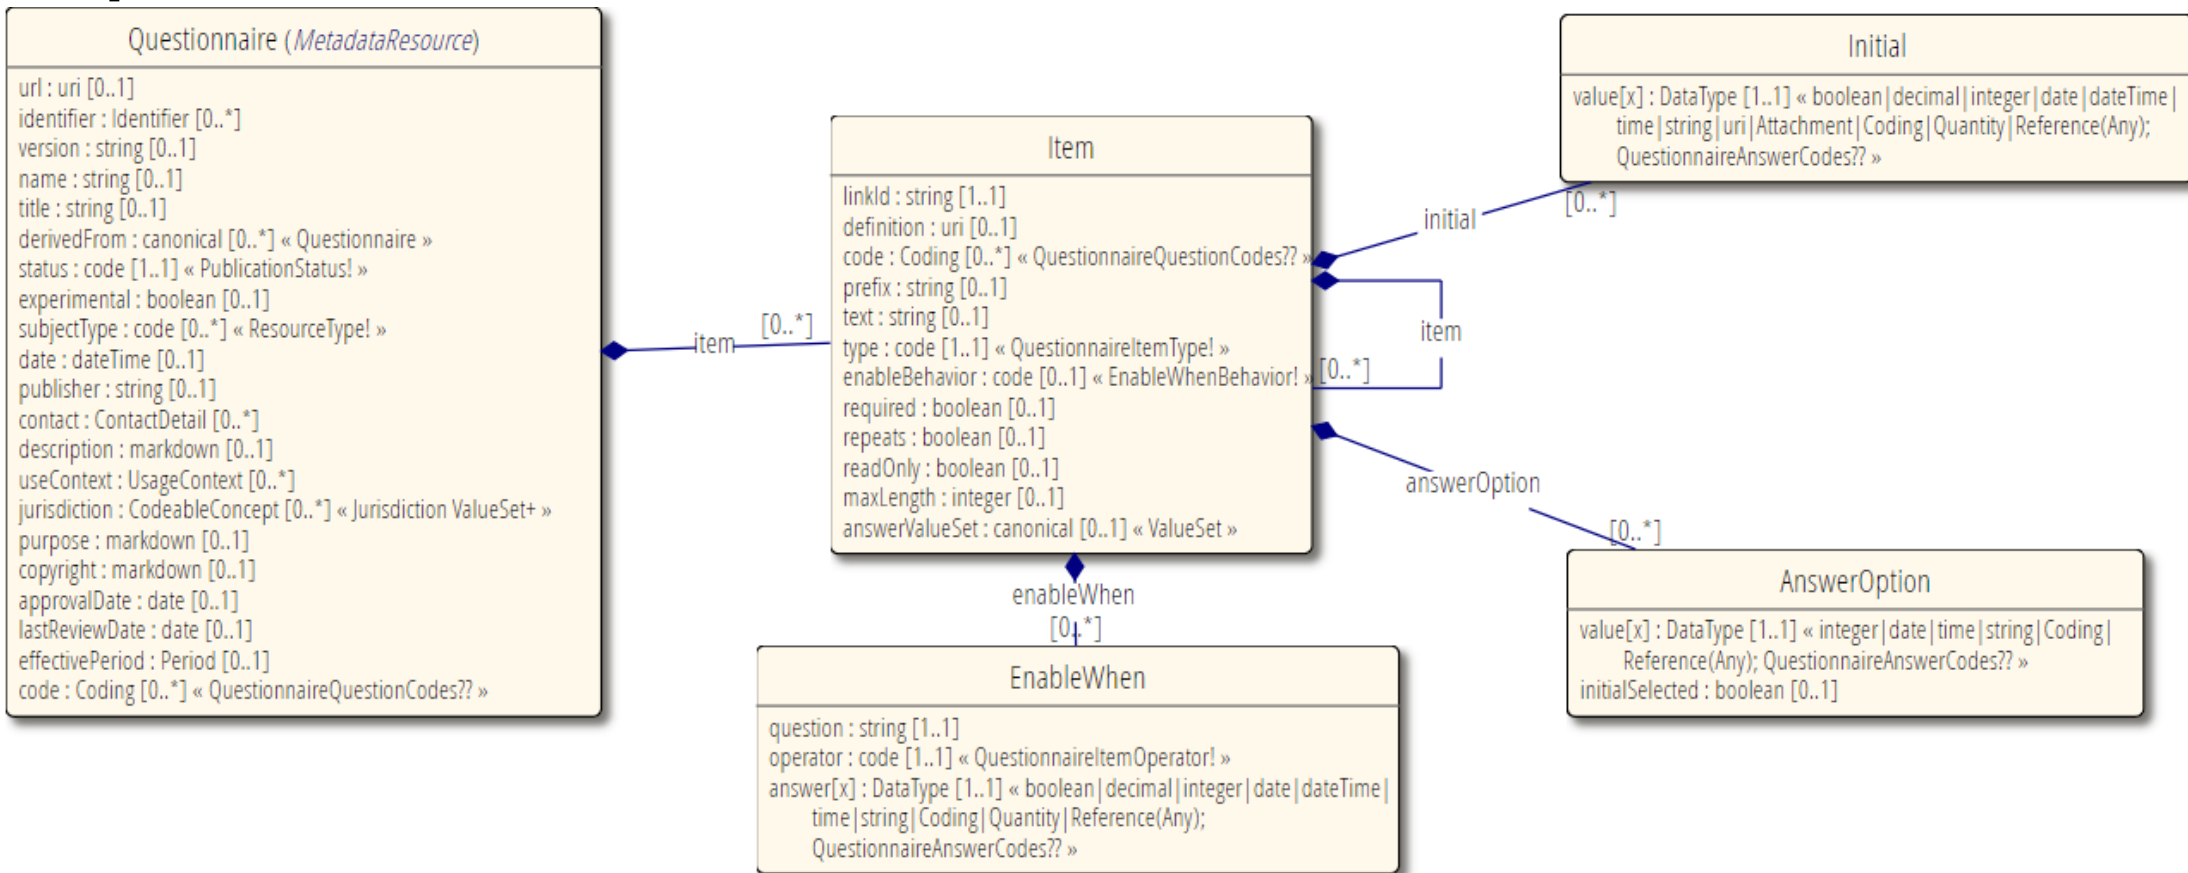 Questionnaire (MetadataResource)
url : uri [0..1]
identifier : Identifier [0..*]
version : string [0..1]
name : string [0..1]
title : string [0..1]
derivedFrom : canonical [0..*] « Questionnaire »
status : code [1..1] « PublicationStatus! »
experimental : boolean [0..1]
subjectType : code [0..*] « ResourceType! »
date : dateTime [0..1]
publisher : string [0..1]
contact : ContactDetail [0..*]
description : markdown [0..1]
useContext : UsageContext [0..*]
jurisdiction : CodeableConcept [0..*] « Jurisdiction ValueSet+ »
purpose : markdown [0..1]
copyright : markdown [0..1]
approvalDate : date [0..1]
lastReviewDate : date [0..1]
effectivePeriod : Period [0..1]
code : Coding [0..*] « QuestionnaireQuestionCodes?? »
item
[0..*]
Item
linkId : string [1..1]
definition : uri [0..1]
code : Coding [0..*] « QuestionnaireQuestionCodes?? »
prefix : string [0..1]
text : string [0..1]
type : code [1..1] « QuestionnaireItemType! »
enableBehavior : code [0..1] « EnableWhenBehavior! »
required : boolean [0..1]
repeats : boolean [0..1]
readOnly : boolean [0..1]
maxLength : integer [0..1]
answerValueSet : canonical [0..1] « ValueSet »
initial
[0..*]
Initial
value[x] : DataType [1..1] « boolean|decimal|integer|date|dateTime|
time|string|uri|Attachment|Coding|Quantity|Reference(Any);
QuestionnaireAnswerCodes?? »
item
[0..*]
answerOption
[0..*]
AnswerOption
value[x] : DataType [1..1] « integer|date|time|string|Coding|
Reference(Any); QuestionnaireAnswerCodes?? »
initialSelected : boolean [0..1]
enableWhen
[0..*]
EnableWhen
question : string [1..1]
operator : code [1..1] « QuestionnaireItemOperator! »
answer[x] : DataType [1..1] « boolean|decimal|integer|date|dateTime|
time|string|Coding|Quantity|Reference(Any);
QuestionnaireAnswerCodes?? »